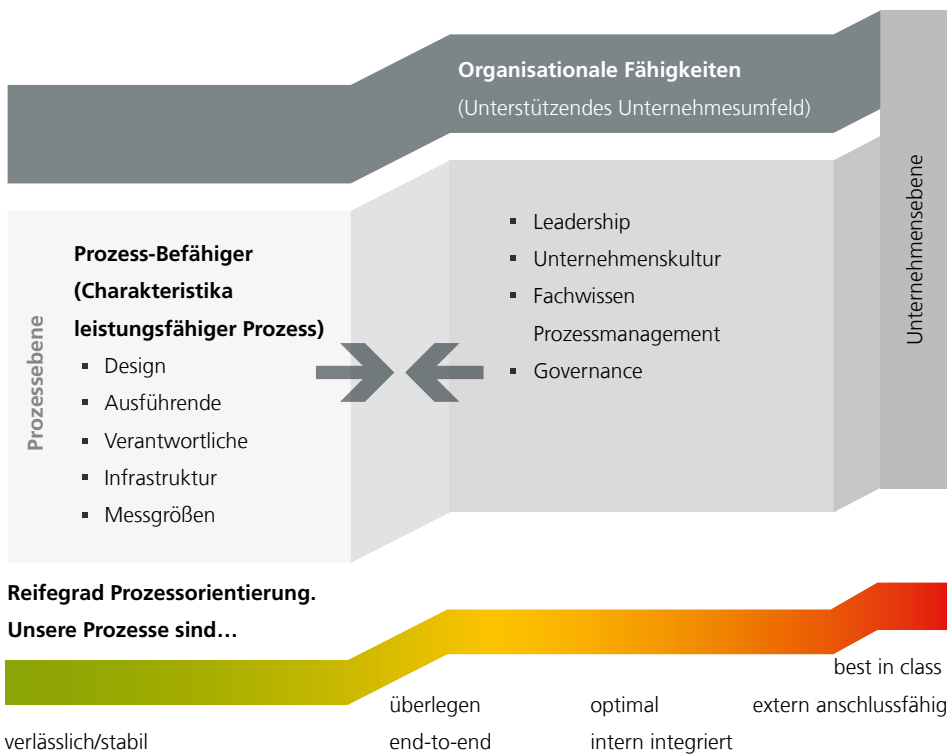 Organisationale Fähigkeiten
(Unterstützendes Unternehmesumfeld)
Unternehmensebene
Prozessebene
Prozess-Befähiger
(Charakteristika
leistungsfähiger Prozess)
▪ Design
▪ Ausführende
▪ Verantwortliche
▪ Infrastruktur
▪ Messgrößen
▪ Leadership
▪ Unternehmenskultur
▪ Fachwissen
Prozessmanagement
▪ Governance
Reifegrad Prozessorientierung.
Unsere Prozesse sind…
verlässlich/stabil
überlegen
end-to-end
optimal
intern integriert
best in class
extern anschlussfähig